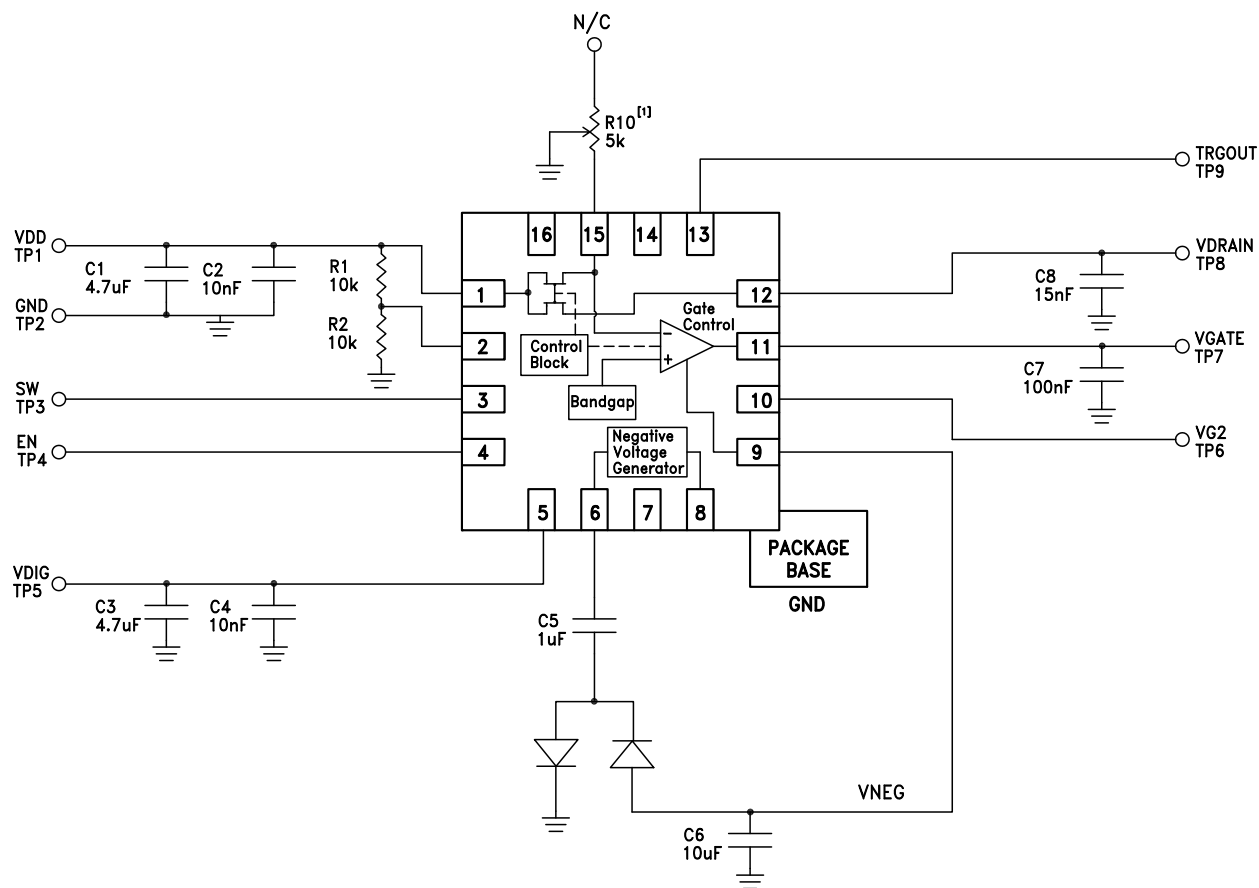 N/C
R10[1]
5k
TRGOUT
TP9
VDD
TP1
C1
4.7uF
C2
10nF
R1
10k
GND
TP2
R2
10k
SW
TP3
EN
TP4
16
15
14
13
1
2
3
4
12
11
10
9
5
6
7
8
Gate
Control
−
+
Control
Block
Bandgap
Negative
Voltage
Generator
VDRAIN
TP8
C8
15nF
VGATE
TP7
C7
100nF
VG2
TP6
PACKAGE
BASE
GND
VDIG
TP5
C3
4.7uF
C4
10nF
C5
1uF
VNEG
C6
10uF